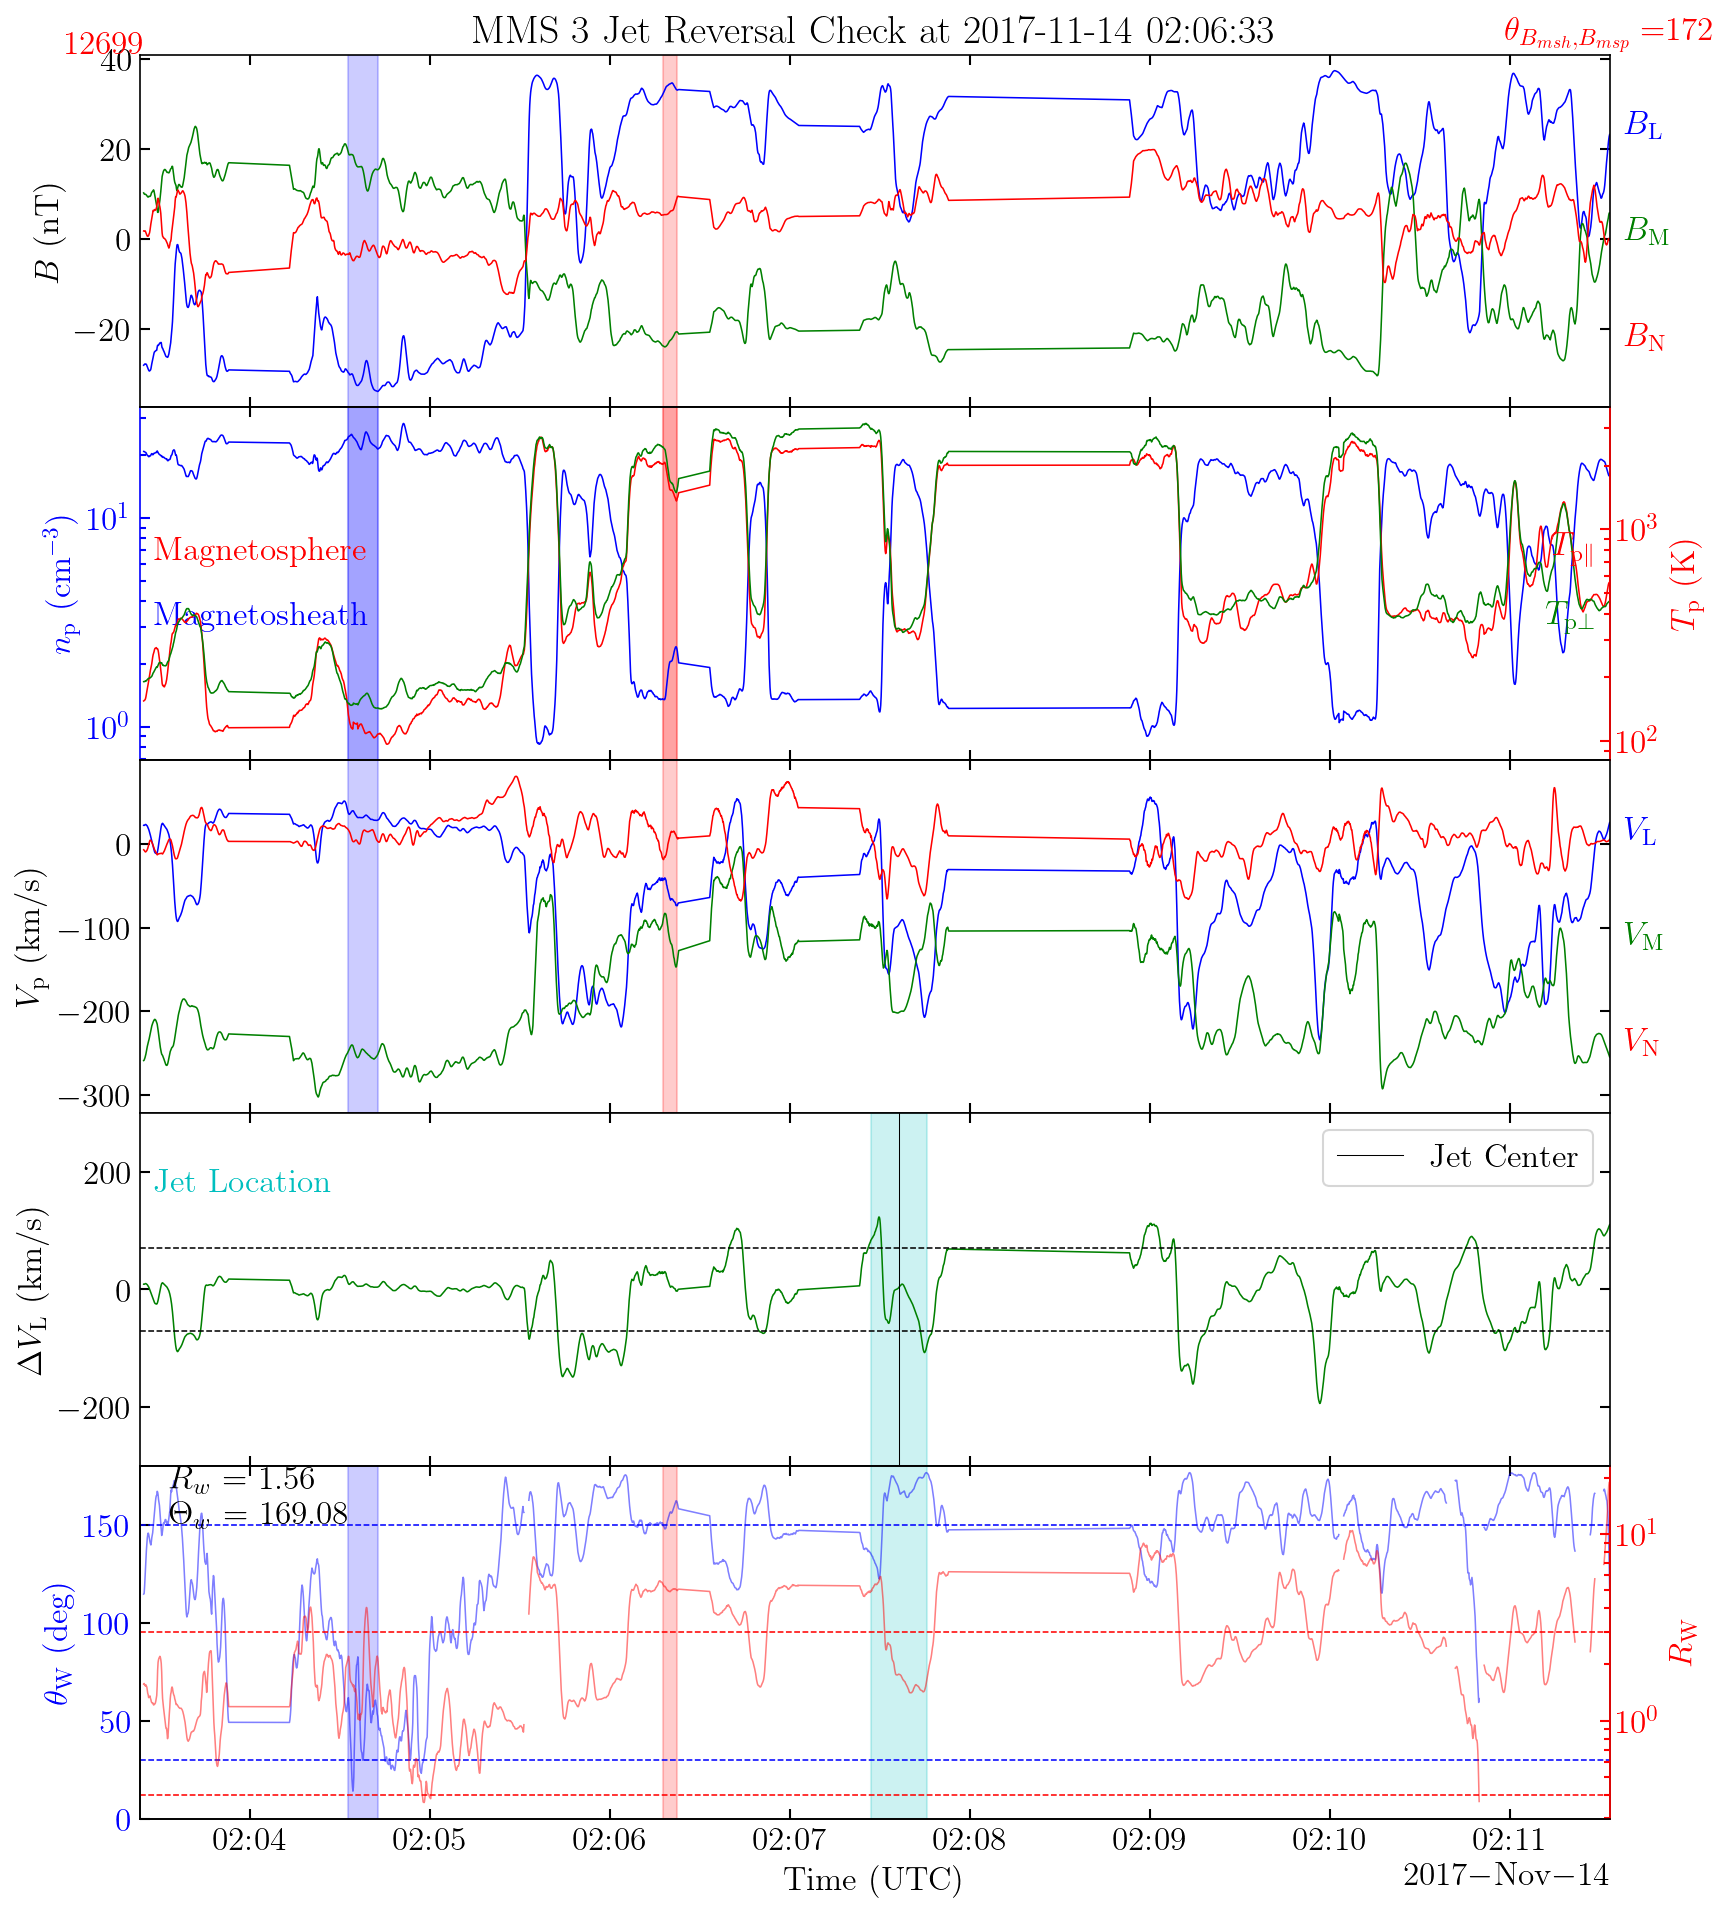 MMS 3 Jet Reversal Check at 2017-11-14 02:06:33
12699
θ_{B_{msh},B_{msp}} =172
40
20
0
−20
B (nT)
B_L
B_M
B_N
10^1
10^0
n_p (cm^{−3})
Magnetosphere
Magnetosheath
10^3
10^2
T_p (K)
T_{p∥}
T_{p⊥}
0
−100
−200
−300
V_p (km/s)
V_L
V_M
V_N
200
0
−200
ΔV_L (km/s)
Jet Location
Jet Center
R_w = 1.56
Θ_w = 169.08
150
100
50
0
θ_W (deg)
10^1
10^0
R_W
02:04 02:05 02:06 02:07 02:08 02:09 02:10 02:11
Time (UTC)
2017−Nov−14